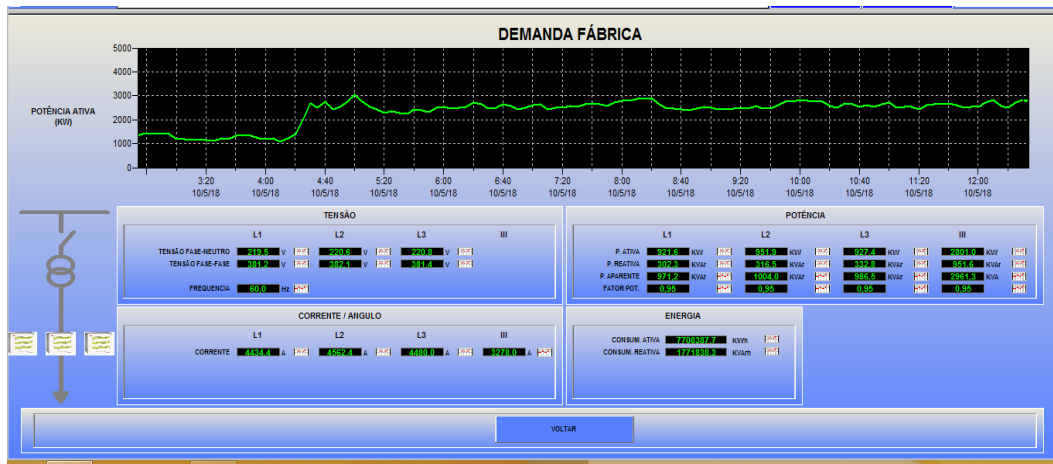 DEMANDA FÁBRICA
POTÊNCIA ATIVA
(KW)
5000
4000
3000
2000
1000
0
3:20 4:00 4:40 5:20 6:00 6:40 7:20 8:00 8:40 9:20 10:00 10:40 11:20 12:00
10/5/18 10/5/18 10/5/18 10/5/18 10/5/18 10/5/18 10/5/18 10/5/18 10/5/18 10/5/18 10/5/18 10/5/18 10/5/18 10/5/18
TENSÃO
L1 L2 L3 III
TENSÃO FASE-NEUTRO 219,5 V 220,6 V 220,8 V
TENSÃO FASE-FASE 381,2 V 382,1 V 381,4 V
FREQUENCIA 60,0 Hz
POTÊNCIA
L1 L2 L3 III
P. ATIVA 921,6 KW 951,9 KW 927,4 KW 2801,0 KW
P. REATIVA 302,3 KVAr 316,5 KVAr 332,8 KVAr 951,6 KVAr
P. APARENTE 971,2 KVAr 1004,0 KVAr 986,5 KVAr 2961,3 KVA
FATOR POT. 0,95 0,95 0,95 0,95
CORRENTE / ANGULO
L1 L2 L3 III
CORRENTE 4434,4 A 4562,4 A 4480,0 A 3278,0 A
ENERGIA
CONSUM. ATIVA 7708387,7 KWh
CONSUM. REATIVA 1771838,3 KVArh
VOLTAR